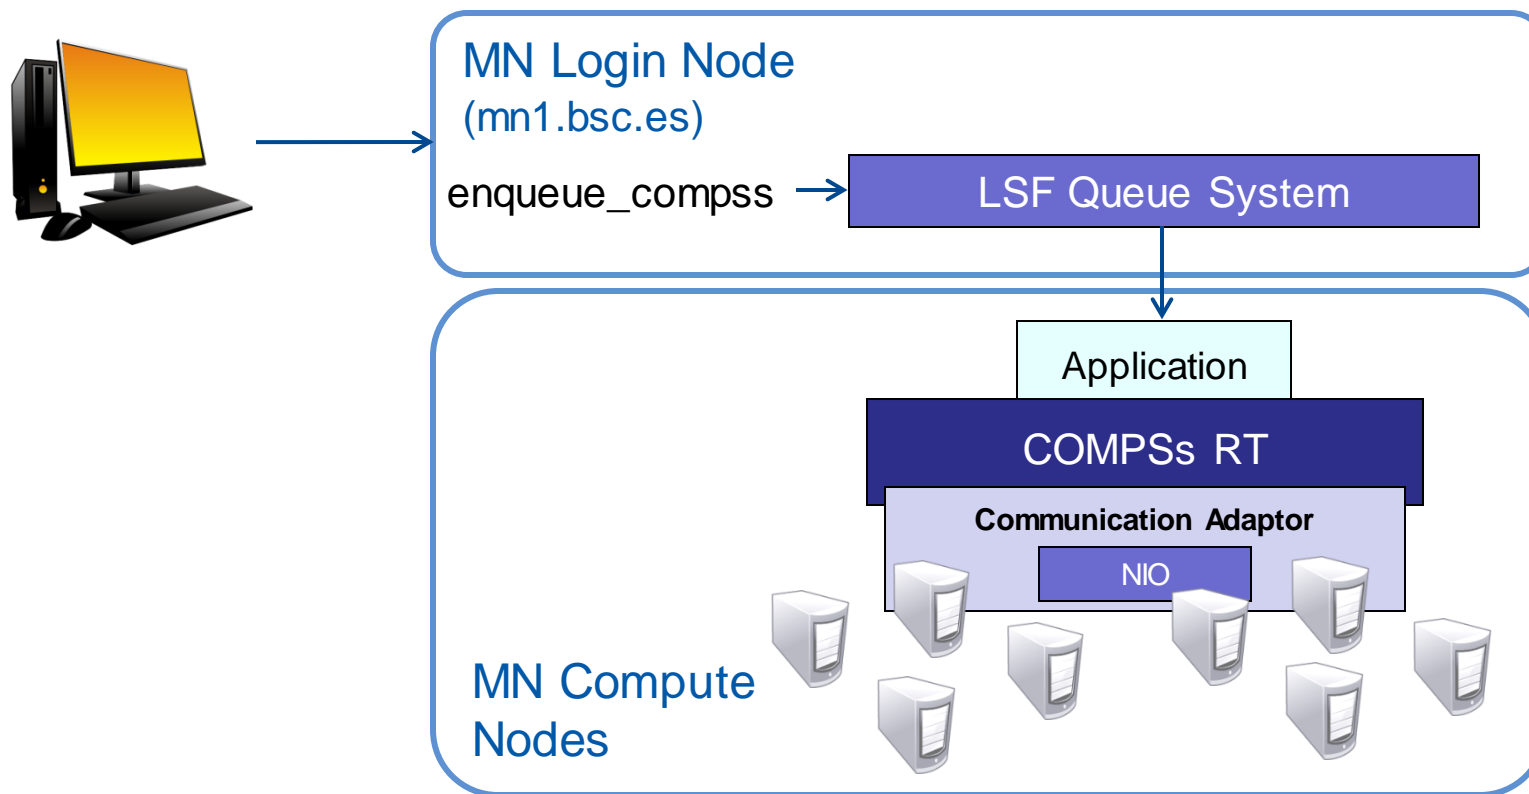 MN Login Node
(mn1.bsc.es)
enqueue_compss
LSF Queue System
Application
COMPSs RT
Communication Adaptor
NIO
MN Compute
Nodes